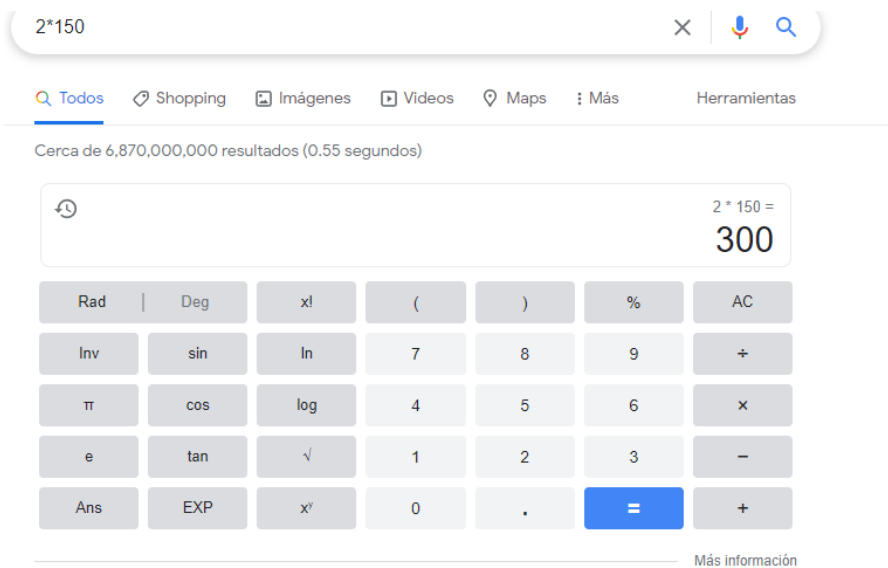 2*150
Todos Shopping Imágenes Videos Maps Más Herramientas
Cerca de 6,870,000,000 resultados (0.55 segundos)
2 * 150 =
300
Rad | Deg x! ( ) % AC
Inv sin ln 7 8 9 ÷
π cos log 4 5 6 ×
e tan √ 1 2 3 −
Ans EXP xʸ 0 . = +
Más información